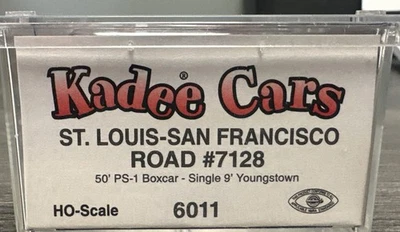 Kadee® Cars
ST. LOUIS-SAN FRANCISCO
ROAD #7128
50' PS-1 Boxcar - Single 9' Youngstown
HO-Scale 6011